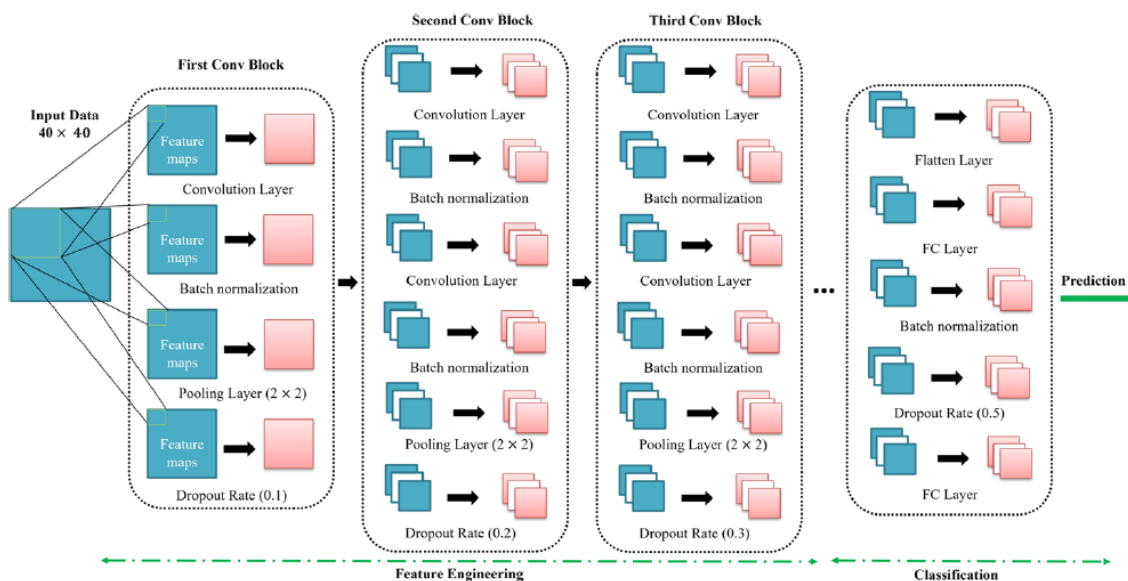 First Conv Block
Second Conv Block
Third Conv Block
Input Data
40 × 40
Feature
maps
Convolution Layer
Feature
maps
Batch normalization
Feature
maps
Pooling Layer (2 × 2)
Feature
maps
Dropout Rate (0.1)
Convolution Layer
Batch normalization
Convolution Layer
Batch normalization
Pooling Layer (2 × 2)
Dropout Rate (0.2)
Convolution Layer
Batch normalization
Convolution Layer
Batch normalization
Pooling Layer (2 × 2)
Dropout Rate (0.3)
...
Flatten Layer
FC Layer
Batch normalization
Dropout Rate (0.5)
FC Layer
Prediction
Feature Engineering
Classification